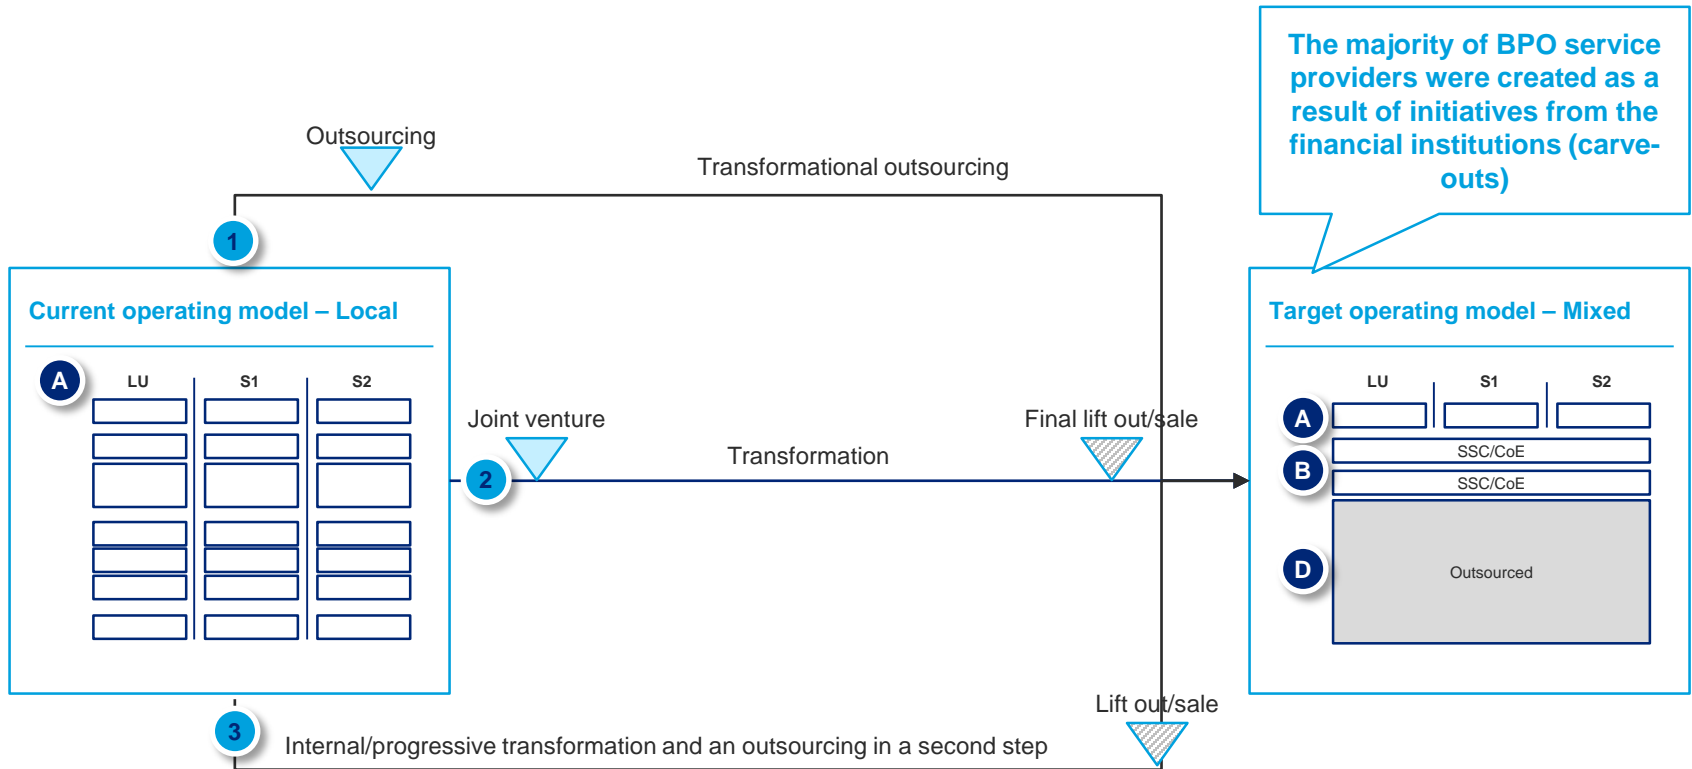 The majority of BPO service
providers were created as a
result of initiatives from the
financial institutions (carve-
outs)
Outsourcing
Transformational outsourcing
1
Current operating model – Local
A
LU
S1
S2
Joint venture
2
Transformation
Final lift out/sale
Target operating model – Mixed
LU
S1
S2
A
B
SSC/CoE
SSC/CoE
D
Outsourced
3
Internal/progressive transformation and an outsourcing in a second step
Lift out/sale